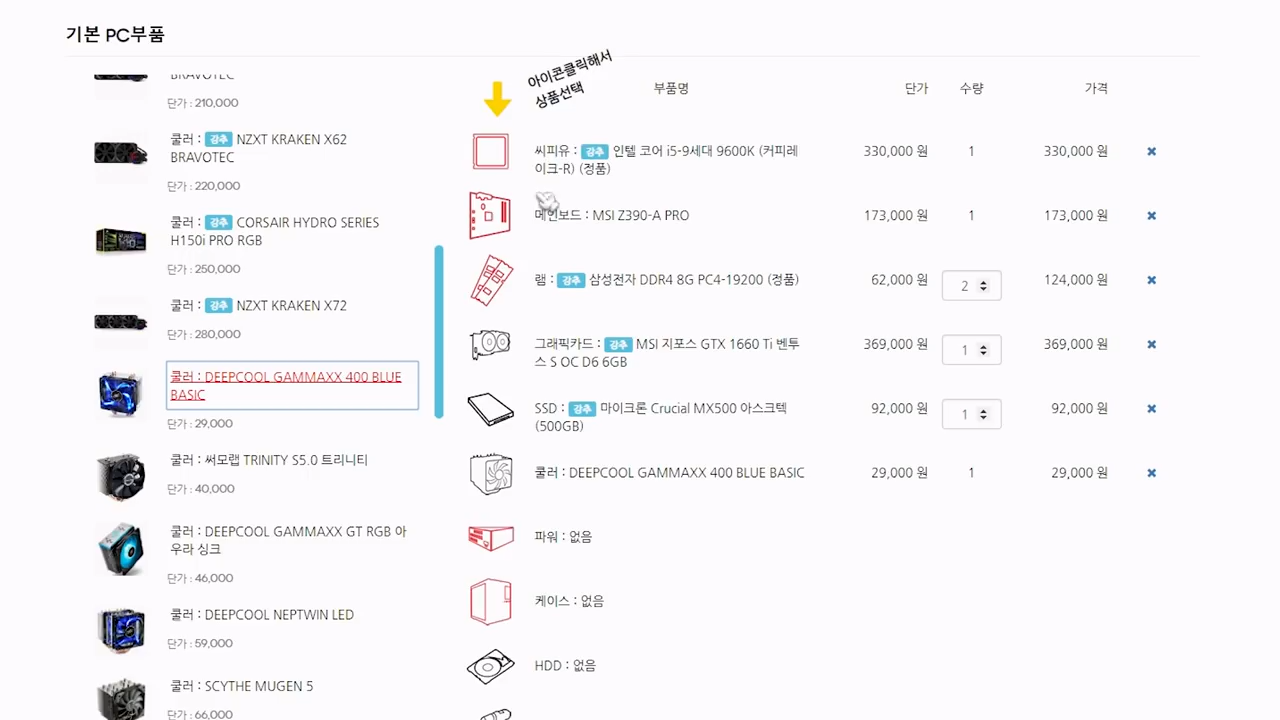 기본 PC부품
BRAVOTEC
단가 : 210,000
쿨러 : 강추 NZXT KRAKEN X62
BRAVOTEC
단가 : 220,000
쿨러 : 강추 CORSAIR HYDRO SERIES
H150i PRO RGB
단가 : 250,000
쿨러 : 강추 NZXT KRAKEN X72
단가 : 280,000
쿨러 : DEEPCOOL GAMMAXX 400 BLUE
BASIC
단가 : 29,000
쿨러 : 써모랩 TRINITY S5.0 트리니티
단가 : 40,000
쿨러 : DEEPCOOL GAMMAXX GT RGB 아
우라 싱크
단가 : 46,000
쿨러 : DEEPCOOL NEPTWIN LED
단가 : 59,000
쿨러 : SCYTHE MUGEN 5
단가 : 66,000
아이콘클릭해서
상품선택
부품명 단가 수량 가격
씨피유 : 강추 인텔 코어 i5-9세대 9600K (커피레 330,000 원 1 330,000 원
이크-R) (정품)
메인보드 : MSI Z390-A PRO 173,000 원 1 173,000 원
램 : 강추 삼성전자 DDR4 8G PC4-19200 (정품) 62,000 원 2 124,000 원
그래픽카드 : 강추 MSI 지포스 GTX 1660 Ti 벤투 369,000 원 1 369,000 원
스 S OC D6 6GB
SSD : 강추 마이크론 Crucial MX500 아스크텍 92,000 원 1 92,000 원
(500GB)
쿨러 : DEEPCOOL GAMMAXX 400 BLUE BASIC 29,000 원 1 29,000 원
파워 : 없음
케이스 : 없음
HDD : 없음